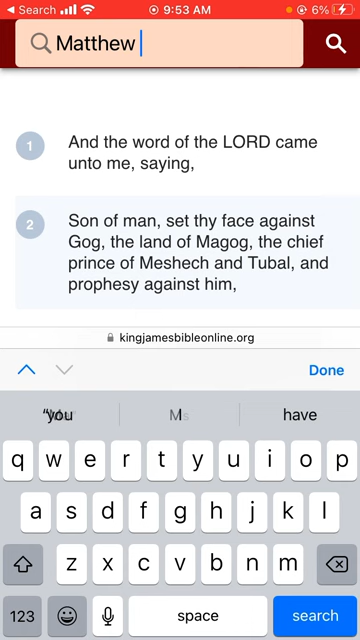 Search 9:53 AM 6%
Matthew
1 And the word of the LORD came
unto me, saying,
2 Son of man, set thy face against
Gog, the land of Magog, the chief
prince of Meshech and Tubal, and
prophesy against him,
kingjamesbibleonline.org
Done
"you have
q w e r t y u i o p
a s d f g h j k l
z x c v b n m
123 space search